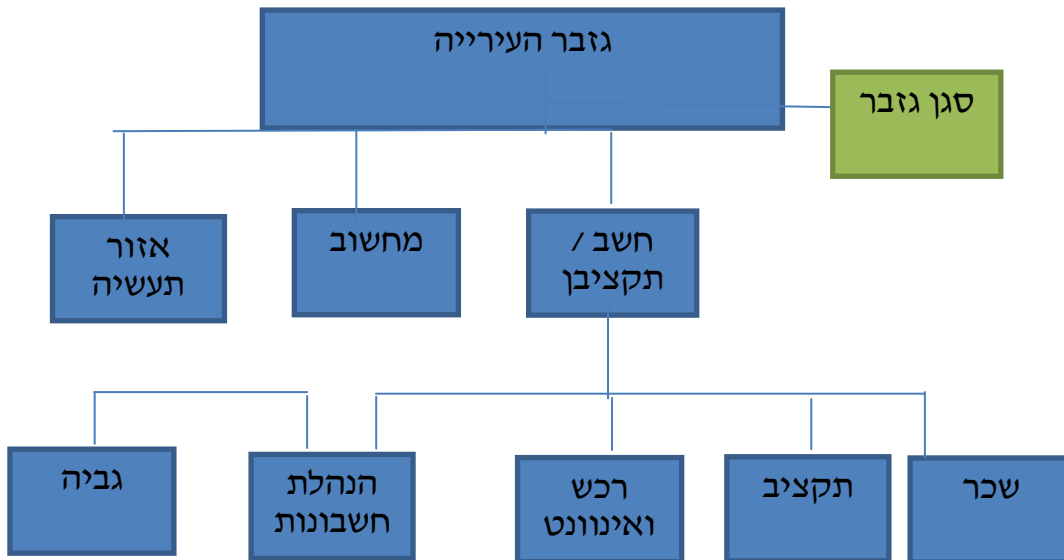 גזבר העירייה
סגן גזבר
חשב /
תקציבן
מחשוב
אזור
תעשיה
שכר
תקציב
רכש
ואינוונט
הנהלת
חשבונות
גביה